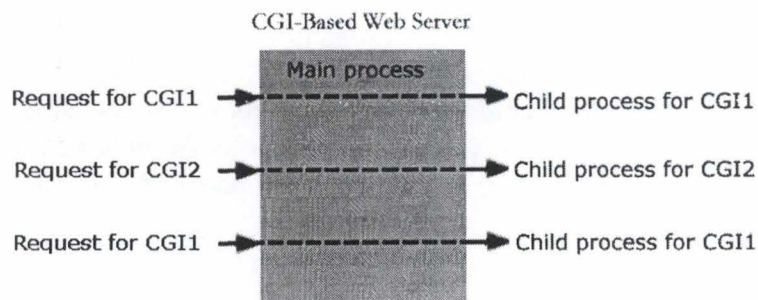 CGI-Based Web Server
Main process
Request for CGI1
Child process for CGI1
Request for CGI2
Child process for CGI2
Request for CGI1
Child process for CGI1